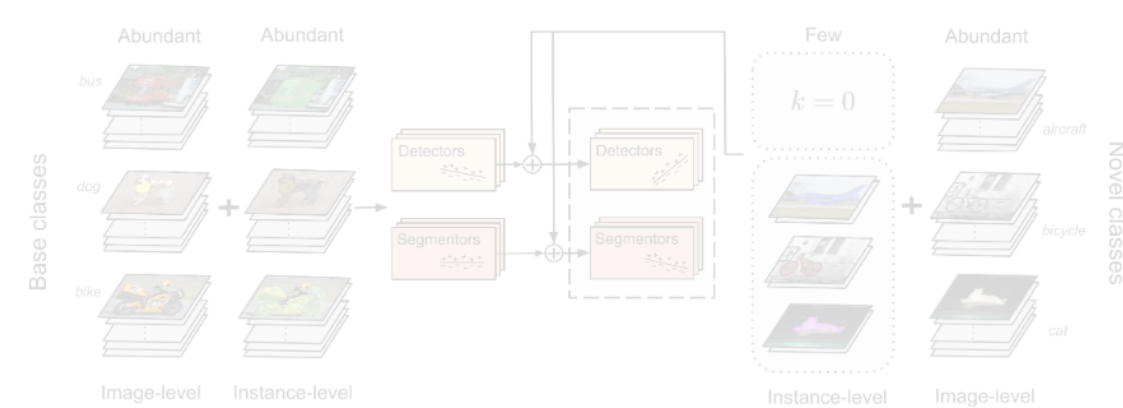 Abundant
Abundant
Few
Abundant
bus
k = 0
aircraft
Detectors
Detectors
Base classes
dog
Novel classes
bicycle
Segmentors
Segmentors
bike
cat
Image-level
Instance-level
Instance-level
Image-level